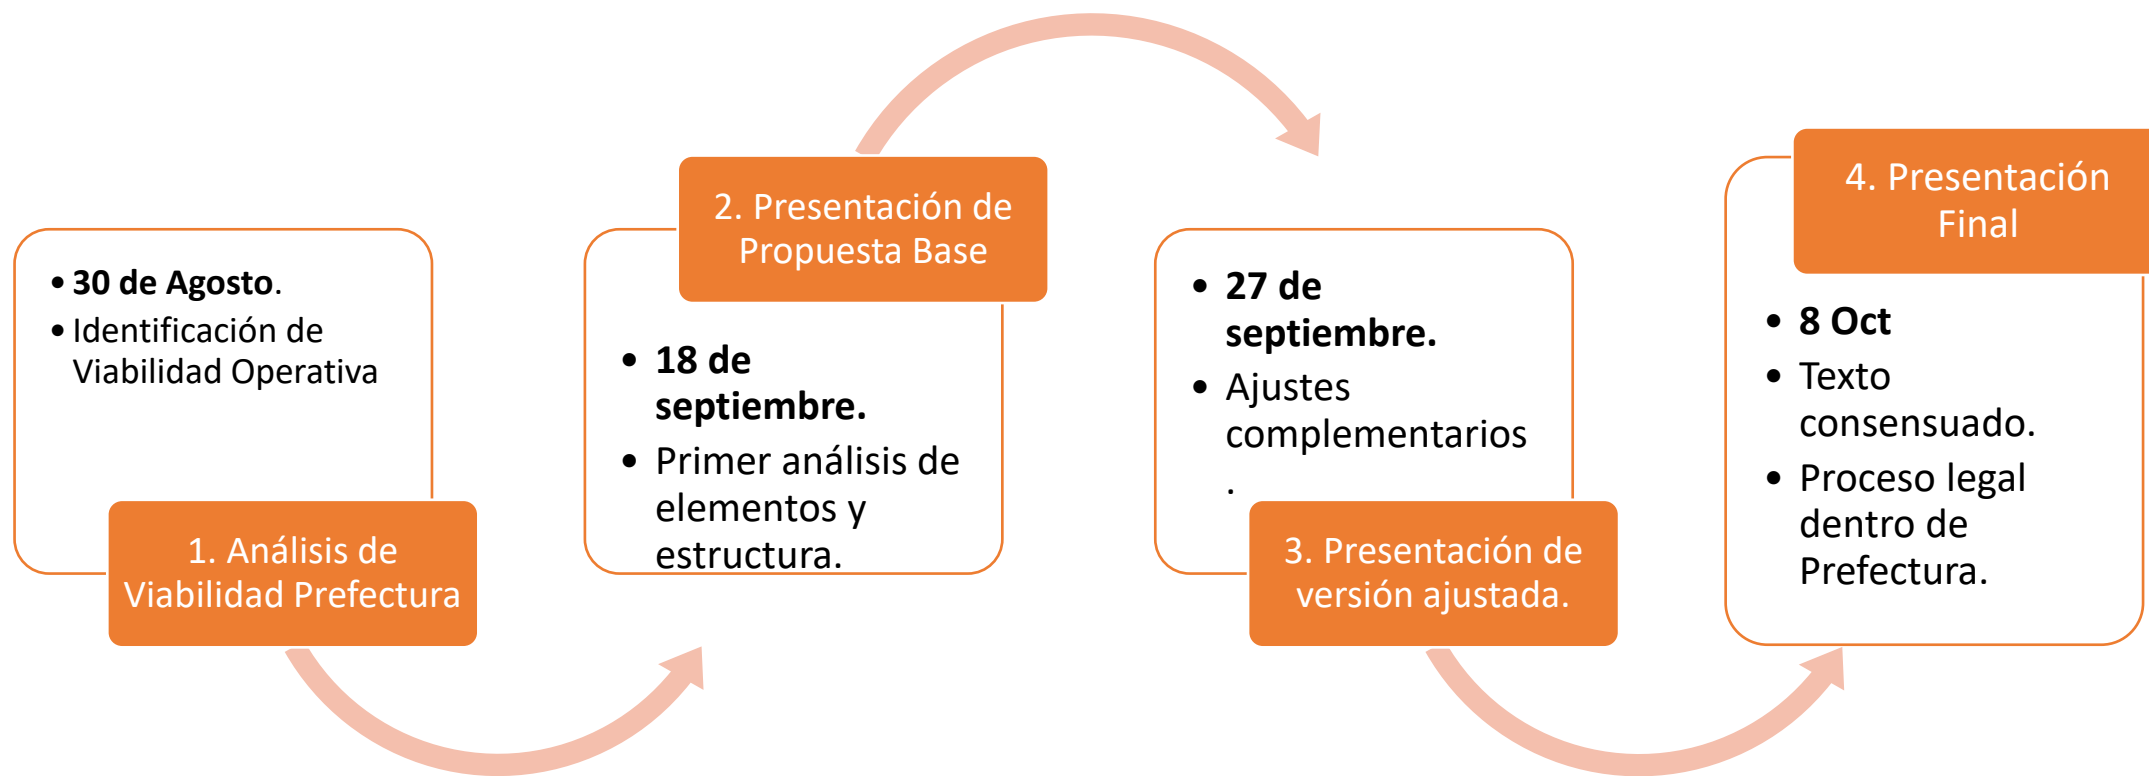 • 30 de Agosto.
• Identificación de
Viabilidad Operativa
1. Análisis de
Viabilidad Prefectura
2. Presentación de
Propuesta Base
• 18 de
septiembre.
• Primer análisis de
elementos y
estructura.
• 27 de
septiembre.
• Ajustes
complementarios
.
3. Presentación de
versión ajustada.
4. Presentación
Final
• 8 Oct
• Texto
consensuado.
• Proceso legal
dentro de
Prefectura.